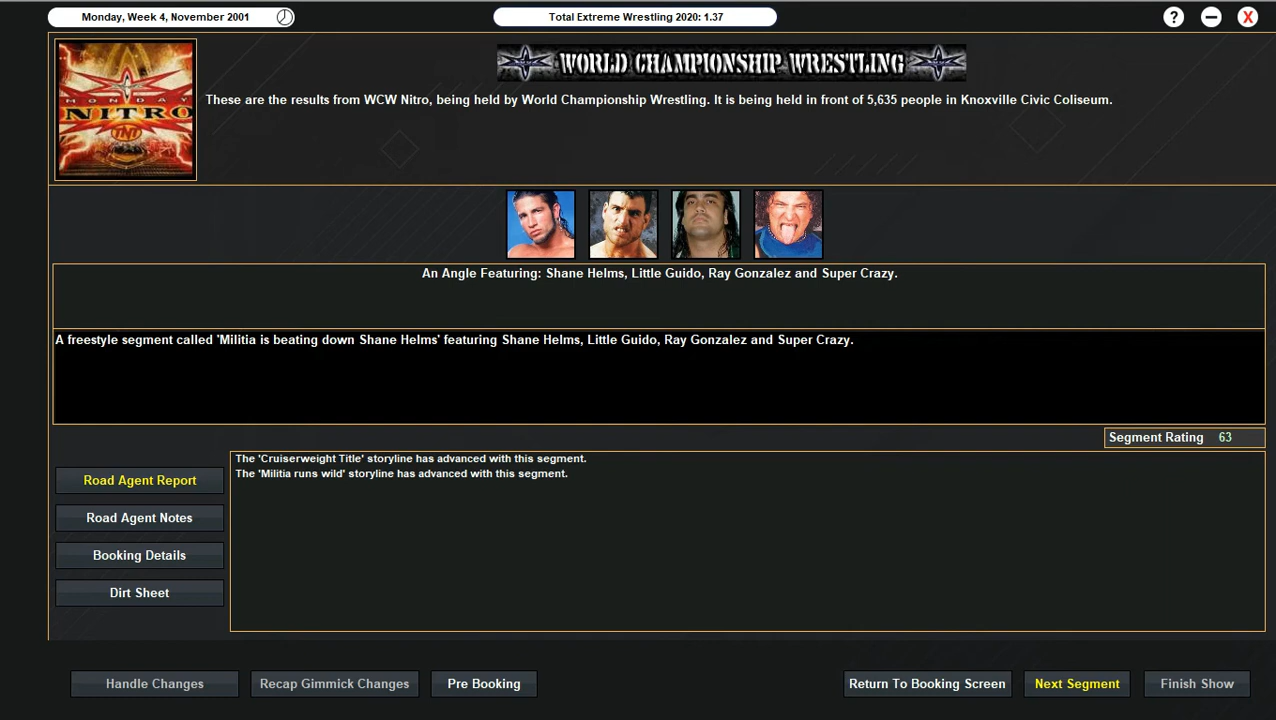 Monday, Week 4, November 2001
Total Extreme Wrestling 2020: 1.37
?
X
MONDAY
NITRO
TNT
WORLD CHAMPIONSHIP WRESTLING
These are the results from WCW Nitro, being held by World Championship Wrestling. It is being held in front of 5,635 people in Knoxville Civic Coliseum.
An Angle Featuring: Shane Helms, Little Guido, Ray Gonzalez and Super Crazy.
A freestyle segment called 'Militia is beating down Shane Helms' featuring Shane Helms, Little Guido, Ray Gonzalez and Super Crazy.
Segment Rating 63
Road Agent Report
Road Agent Notes
Booking Details
Dirt Sheet
The 'Cruiserweight Title' storyline has advanced with this segment.
The 'Militia runs wild' storyline has advanced with this segment.
Handle Changes
Recap Gimmick Changes
Pre Booking
Return To Booking Screen
Next Segment
Finish Show